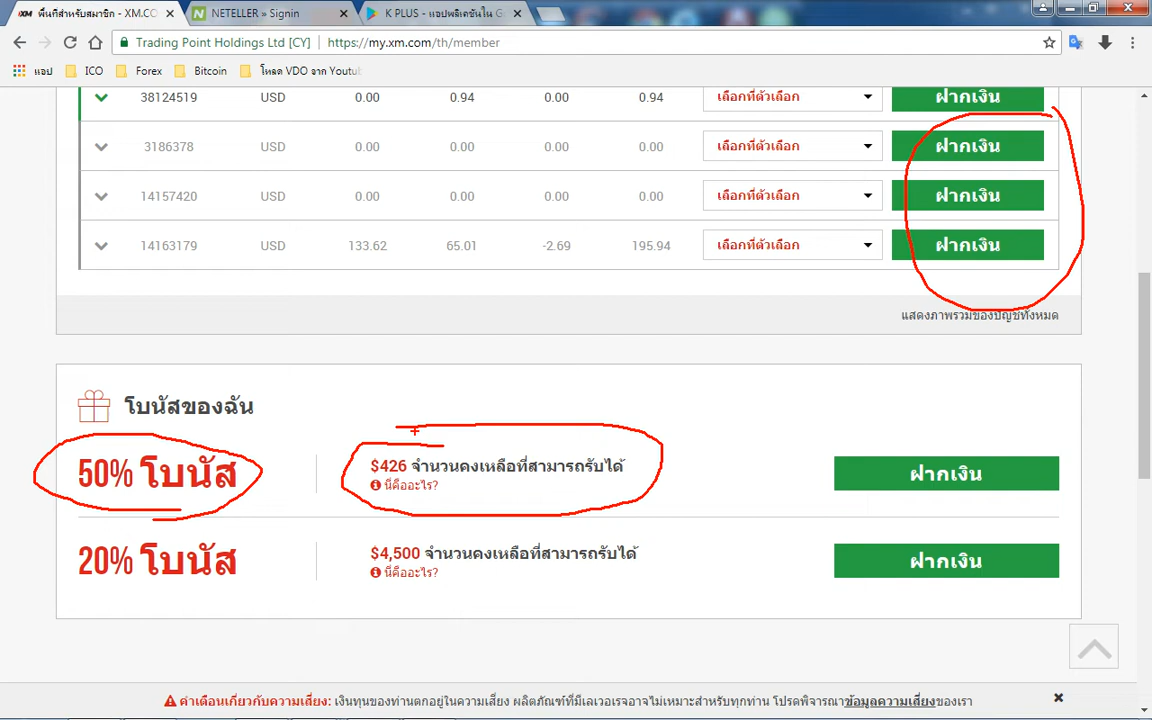 พื้นที่สำหรับสมาชิก - XM.CO
NETELLER » Signin
K PLUS - แอปพลิเคชันใน G
Trading Point Holdings Ltd [CY] https://my.xm.com/th/member
แอป ICO Forex Bitcoin โหลด VDO จาก Youtu
38124519 USD 0.00 0.94 0.00 0.94 เลือกที่ตัวเลือก ฝากเงิน
3186378 USD 0.00 0.00 0.00 0.00 เลือกที่ตัวเลือก ฝากเงิน
14157420 USD 0.00 0.00 0.00 0.00 เลือกที่ตัวเลือก ฝากเงิน
14163179 USD 133.62 65.01 -2.69 195.94 เลือกที่ตัวเลือก ฝากเงิน
แสดงภาพรวมของบัญชีทั้งหมด
โบนัสของฉัน
50% โบนัส $426 จำนวนคงเหลือที่สามารถรับได้ ฝากเงิน
นี่คืออะไร?
20% โบนัส $4,500 จำนวนคงเหลือที่สามารถรับได้ ฝากเงิน
นี่คืออะไร?
คำเตือนเกี่ยวกับความเสี่ยง: เงินทุนของท่านตกอยู่ในความเสี่ยง ผลิตภัณฑ์ที่มีเลเวอเรจอาจไม่เหมาะสำหรับทุกท่าน โปรดพิจารณาข้อมูลความเสี่ยงของเรา